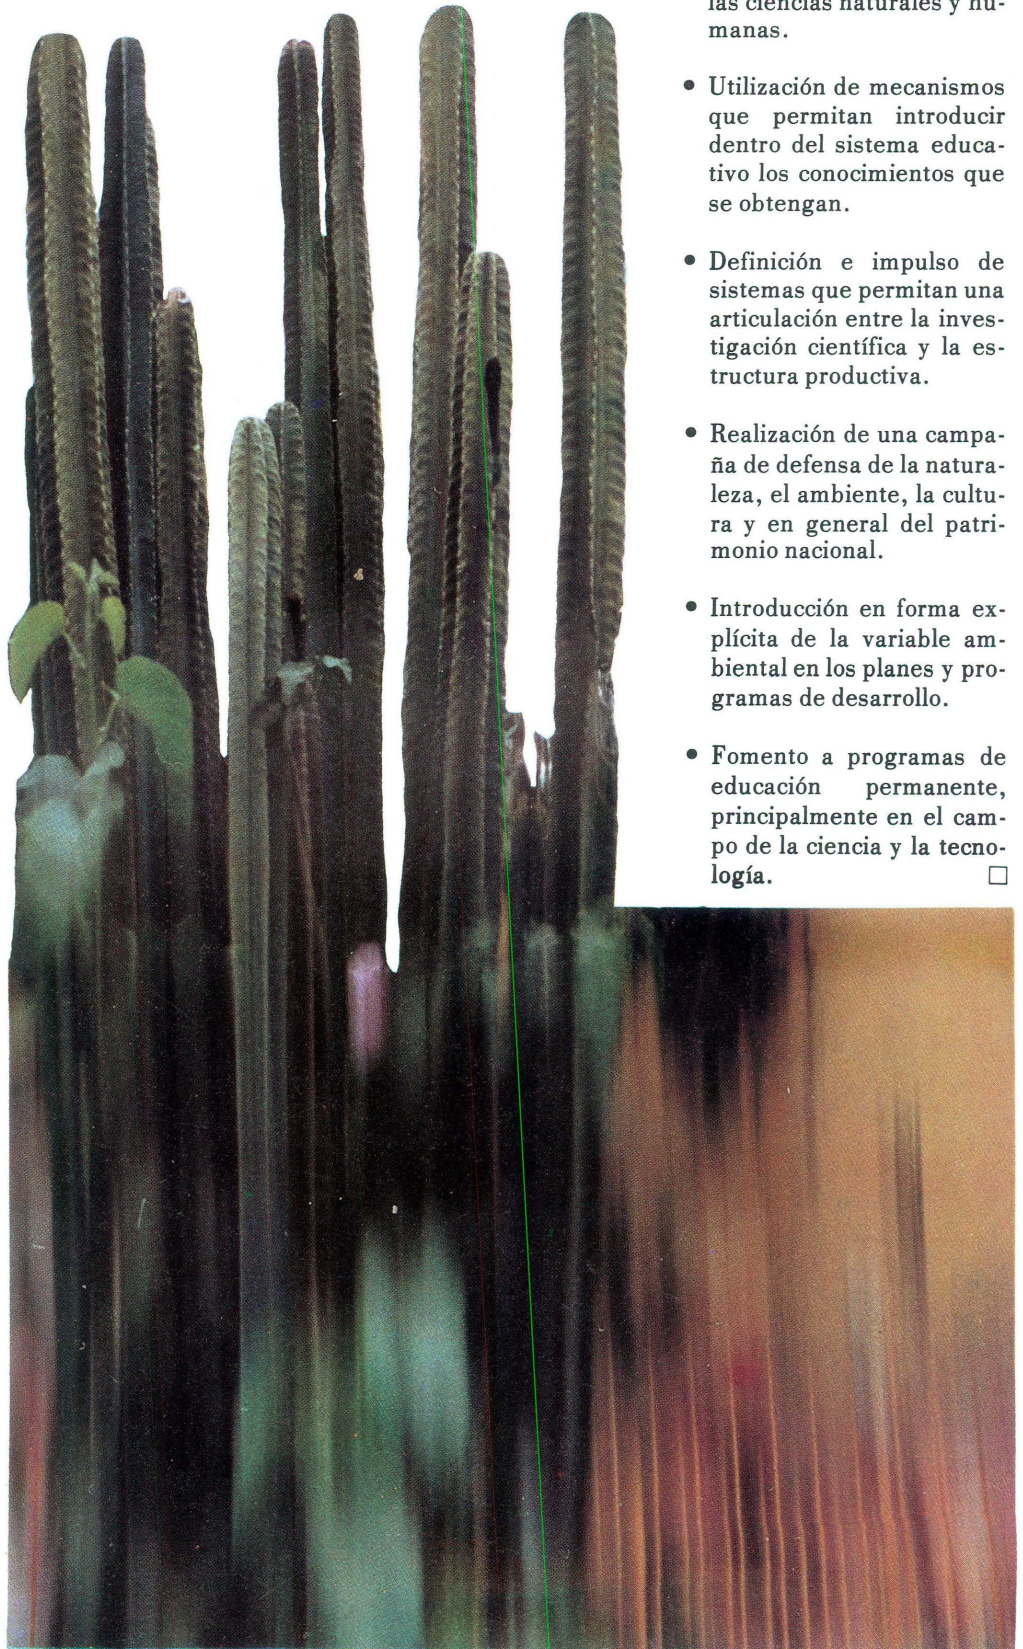 las ciencias naturales y hu-
manas.
• Utilización de mecanismos
que permitan introducir
dentro del sistema educa-
tivo los conocimientos que
se obtengan.
• Definición e impulso de
sistemas que permitan una
articulación entre la inves-
tigación científica y la es-
tructura productiva.
• Realización de una campa-
ña de defensa de la natura-
leza, el ambiente, la cultu-
ra y en general del patri-
monio nacional.
• Introducción en forma ex-
plícita de la variable am-
biental en los planes y pro-
gramas de desarrollo.
• Fomento a programas de
educación permanente,
principalmente en el cam-
po de la ciencia y la tecno-
logía. □